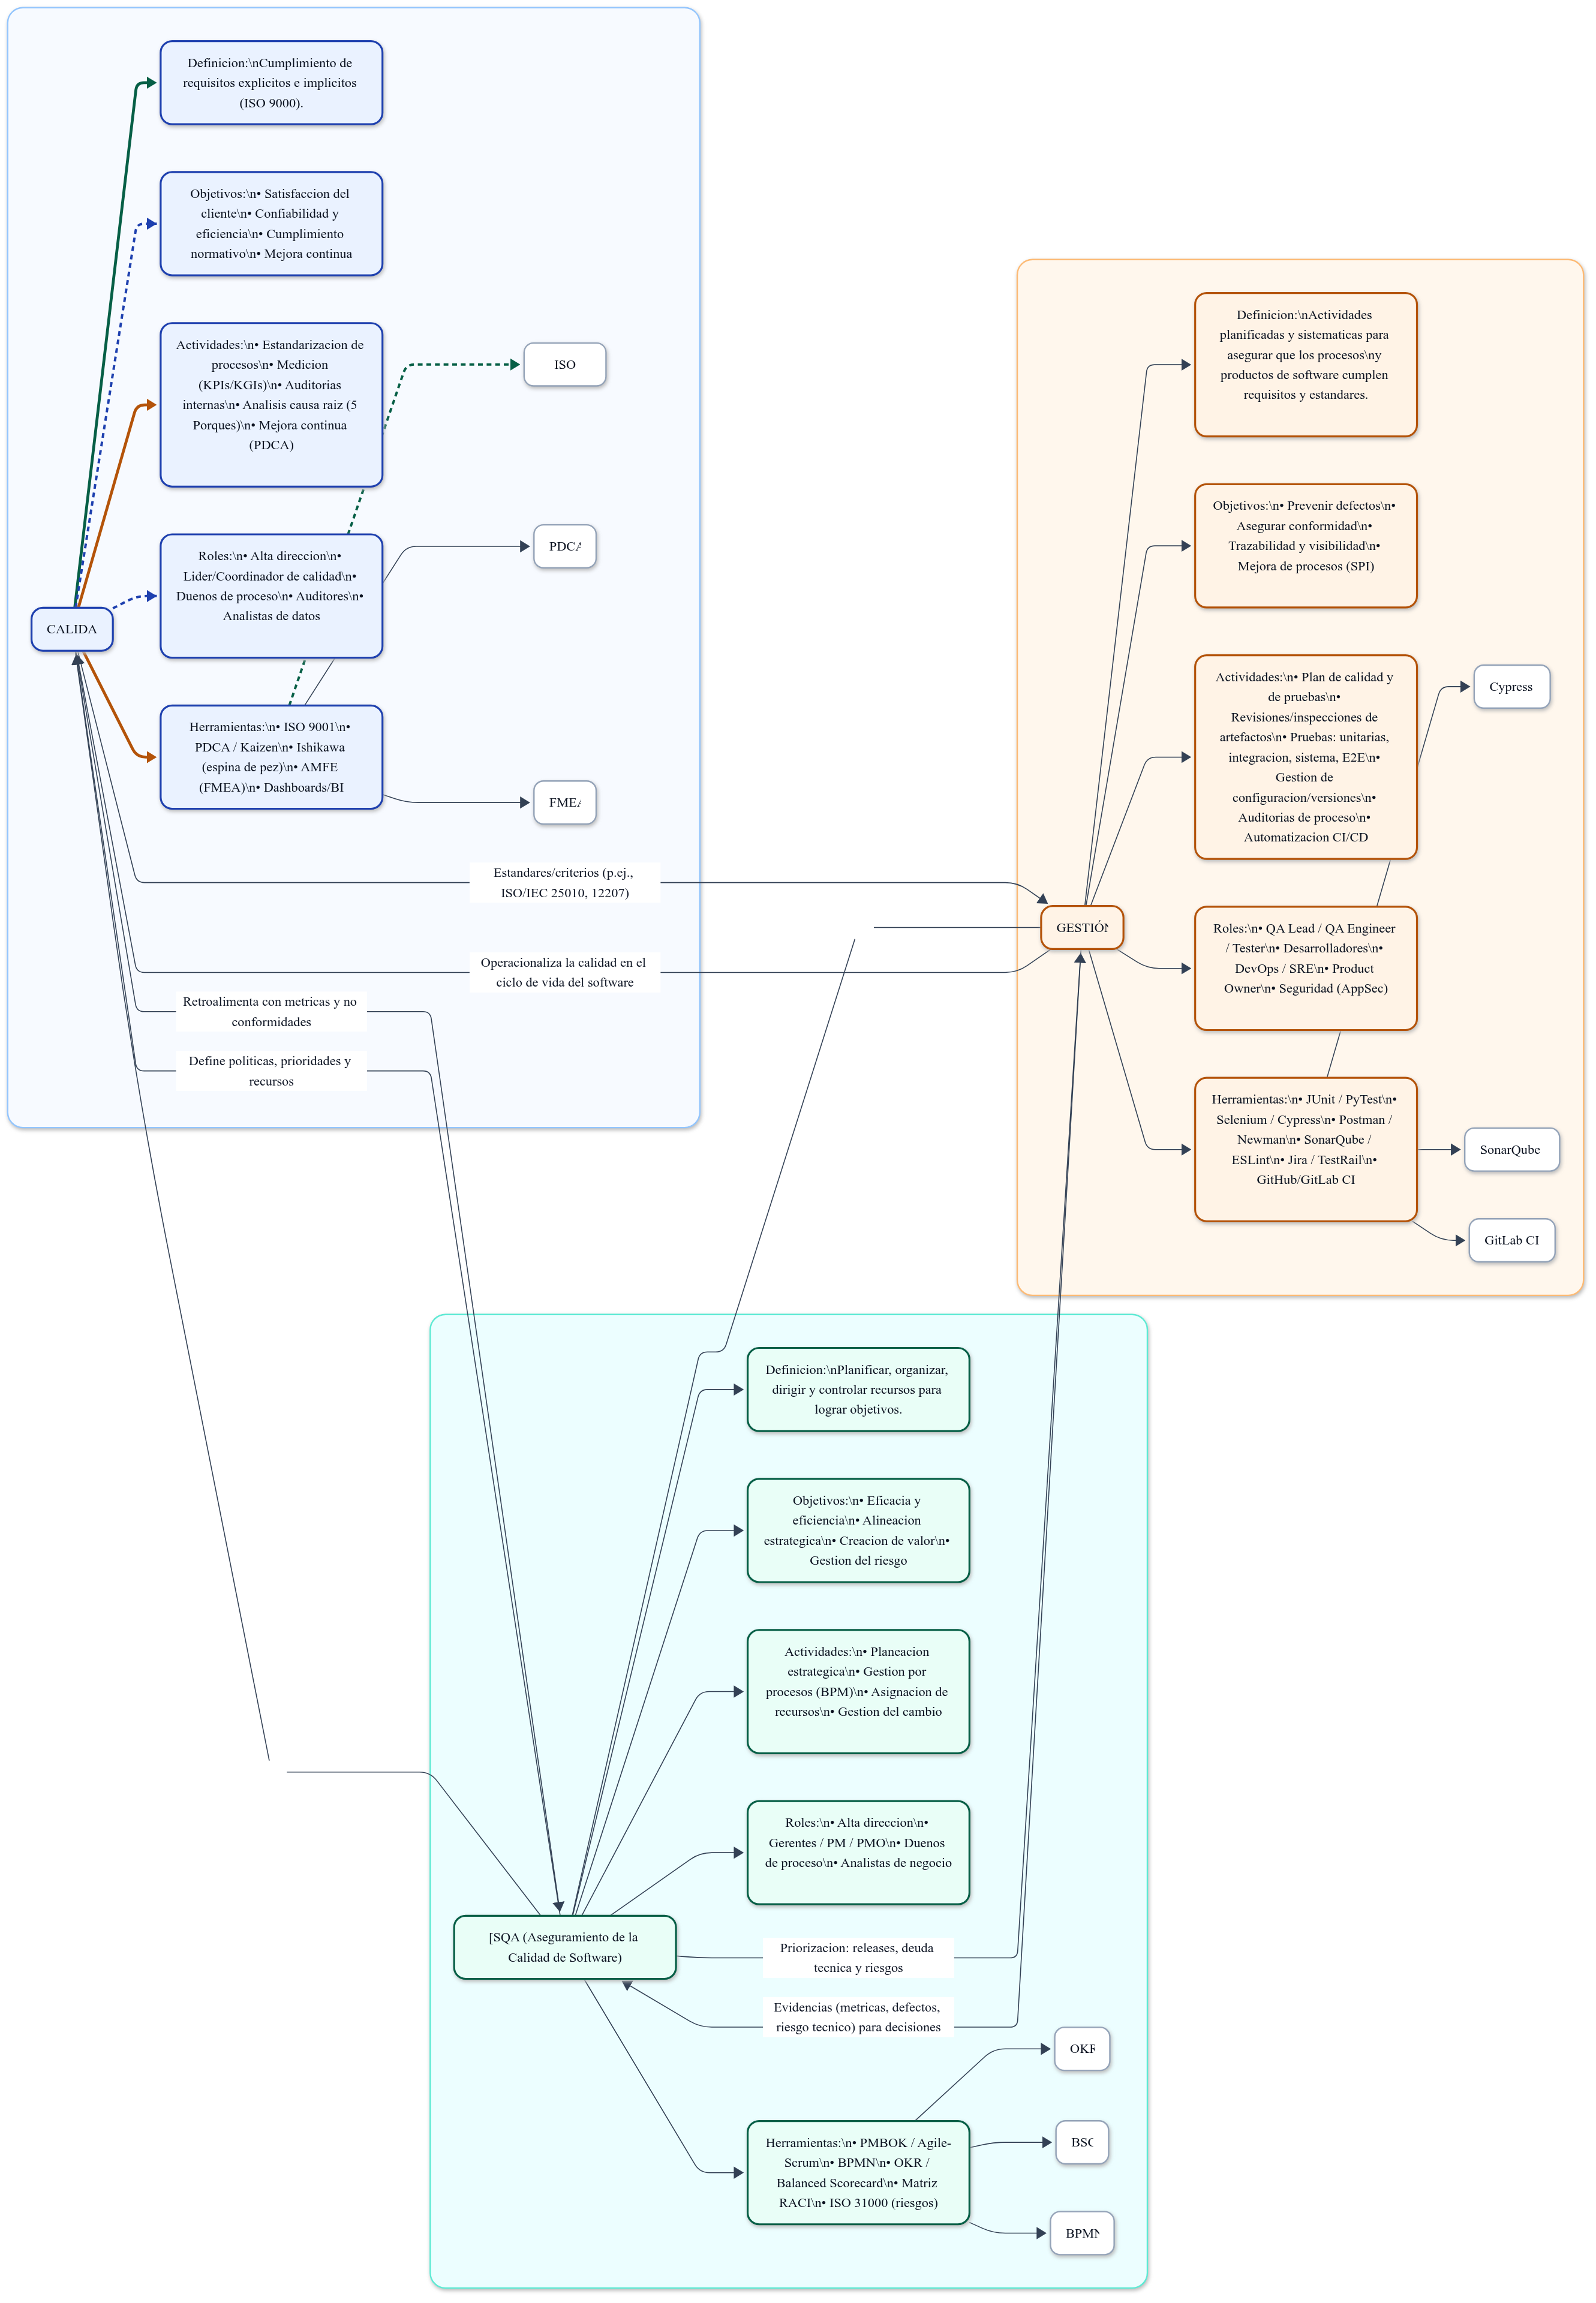 Definicion:\nCumplimiento de
requisitos explicitos e implicitos
(ISO 9000).
Objetivos:\n• Satisfaccion del
cliente\n• Confiabilidad y
eficiencia\n• Cumplimiento
normativo\n• Mejora continua
Actividades:\n• Estandarizacion de
procesos\n• Medicion
(KPIs/KGIs)\n• Auditorias
internas\n• Analisis causa raiz (5
Porques)\n• Mejora continua
(PDCA)
ISO
Roles:\n• Alta direccion\n•
Lider/Coordinador de calidad\n•
Duenos de proceso\n• Auditores\n•
Analistas de datos
PDCA
CALIDA
Herramientas:\n• ISO 9001\n•
PDCA / Kaizen\n• Ishikawa
(espina de pez)\n• AMFE
(FMEA)\n• Dashboards/BI
FMEA
Estandares/criterios (p.ej.,
ISO/IEC 25010, 12207)
Operacionaliza la calidad en el
ciclo de vida del software
Retroalimenta con metricas y no
conformidades
Define politicas, prioridades y
recursos
Definicion:\nActividades
planificadas y sistematicas para
asegurar que los procesos\ny
productos de software cumplen
requisitos y estandares.
Objetivos:\n• Prevenir defectos\n•
Asegurar conformidad\n•
Trazabilidad y visibilidad\n•
Mejora de procesos (SPI)
Actividades:\n• Plan de calidad y
de pruebas\n•
Revisiones/inspecciones de
artefactos\n• Pruebas: unitarias,
integracion, sistema, E2E\n•
Gestion de
configuracion/versiones\n•
Auditorias de proceso\n•
Automatizacion CI/CD
Cypress
GESTIÓN
Roles:\n• QA Lead / QA Engineer
/ Tester\n• Desarrolladores\n•
DevOps / SRE\n• Product
Owner\n• Seguridad (AppSec)
Herramientas:\n• JUnit / PyTest\n•
Selenium / Cypress\n• Postman /
Newman\n• SonarQube /
ESLint\n• Jira / TestRail\n•
GitHub/GitLab CI
SonarQube
GitLab CI
Definicion:\nPlanificar, organizar,
dirigir y controlar recursos para
lograr objetivos.
Objetivos:\n• Eficacia y
eficiencia\n• Alineacion
estrategica\n• Creacion de valor\n•
Gestion del riesgo
Actividades:\n• Planeacion
estrategica\n• Gestion por
procesos (BPM)\n• Asignacion de
recursos\n• Gestion del cambio
Roles:\n• Alta direccion\n•
Gerentes / PM / PMO\n• Duenos
de proceso\n• Analistas de negocio
[SQA (Aseguramiento de la
Calidad de Software)
Priorizacion: releases, deuda
tecnica y riesgos
Evidencias (metricas, defectos,
riesgo tecnico) para decisiones
Herramientas:\n• PMBOK / Agile-
Scrum\n• BPMN\n• OKR /
Balanced Scorecard\n• Matriz
RACI\n• ISO 31000 (riesgos)
OKR
BSC
BPMN